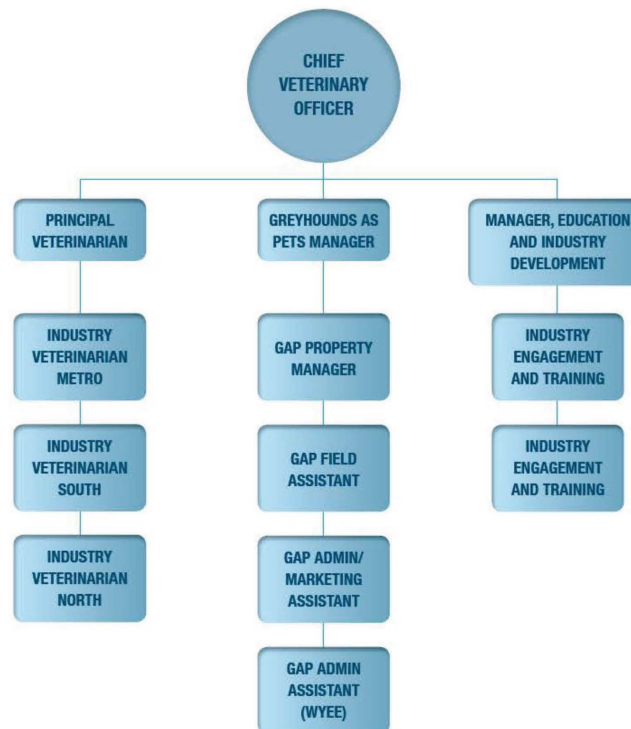 CHIEF
VETERINARY
OFFICER
PRINCIPAL
VETERINARIAN
GREYHOUNDS AS
PETS MANAGER
MANAGER, EDUCATION
AND INDUSTRY
DEVELOPMENT
INDUSTRY
VETERINARIAN
METRO
GAP PROPERTY
MANAGER
INDUSTRY
ENGAGEMENT
AND TRAINING
INDUSTRY
VETERINARIAN
SOUTH
GAP FIELD
ASSISTANT
INDUSTRY
ENGAGEMENT
AND TRAINING
INDUSTRY
VETERINARIAN
NORTH
GAP ADMIN/
MARKETING
ASSISTANT
GAP ADMIN
ASSISTANT
(WYEE)